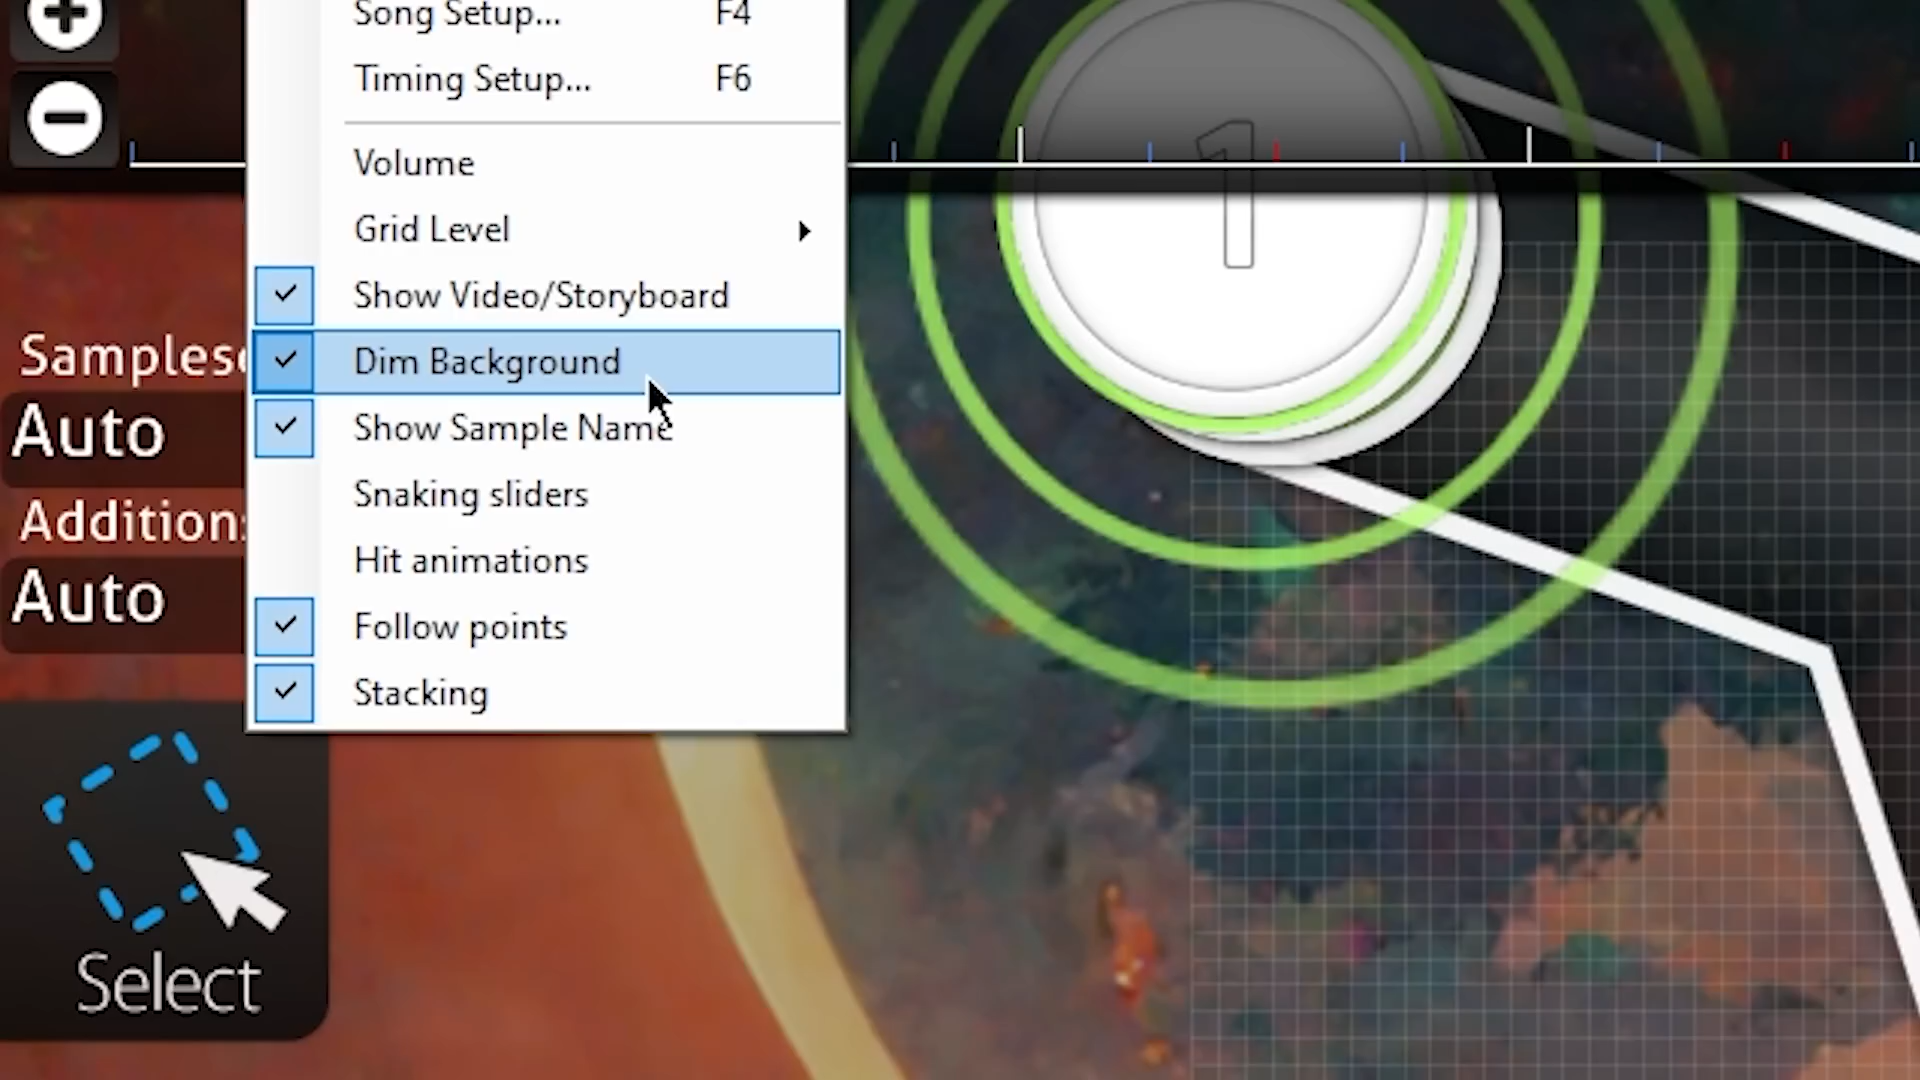 Song Setup... F4
Timing Setup... F6
Volume
Grid Level
Show Video/Storyboard
Dim Background
Show Sample Name
Snaking sliders
Hit animations
Follow points
Stacking
Samples
Auto
Addition
Auto
Select
1